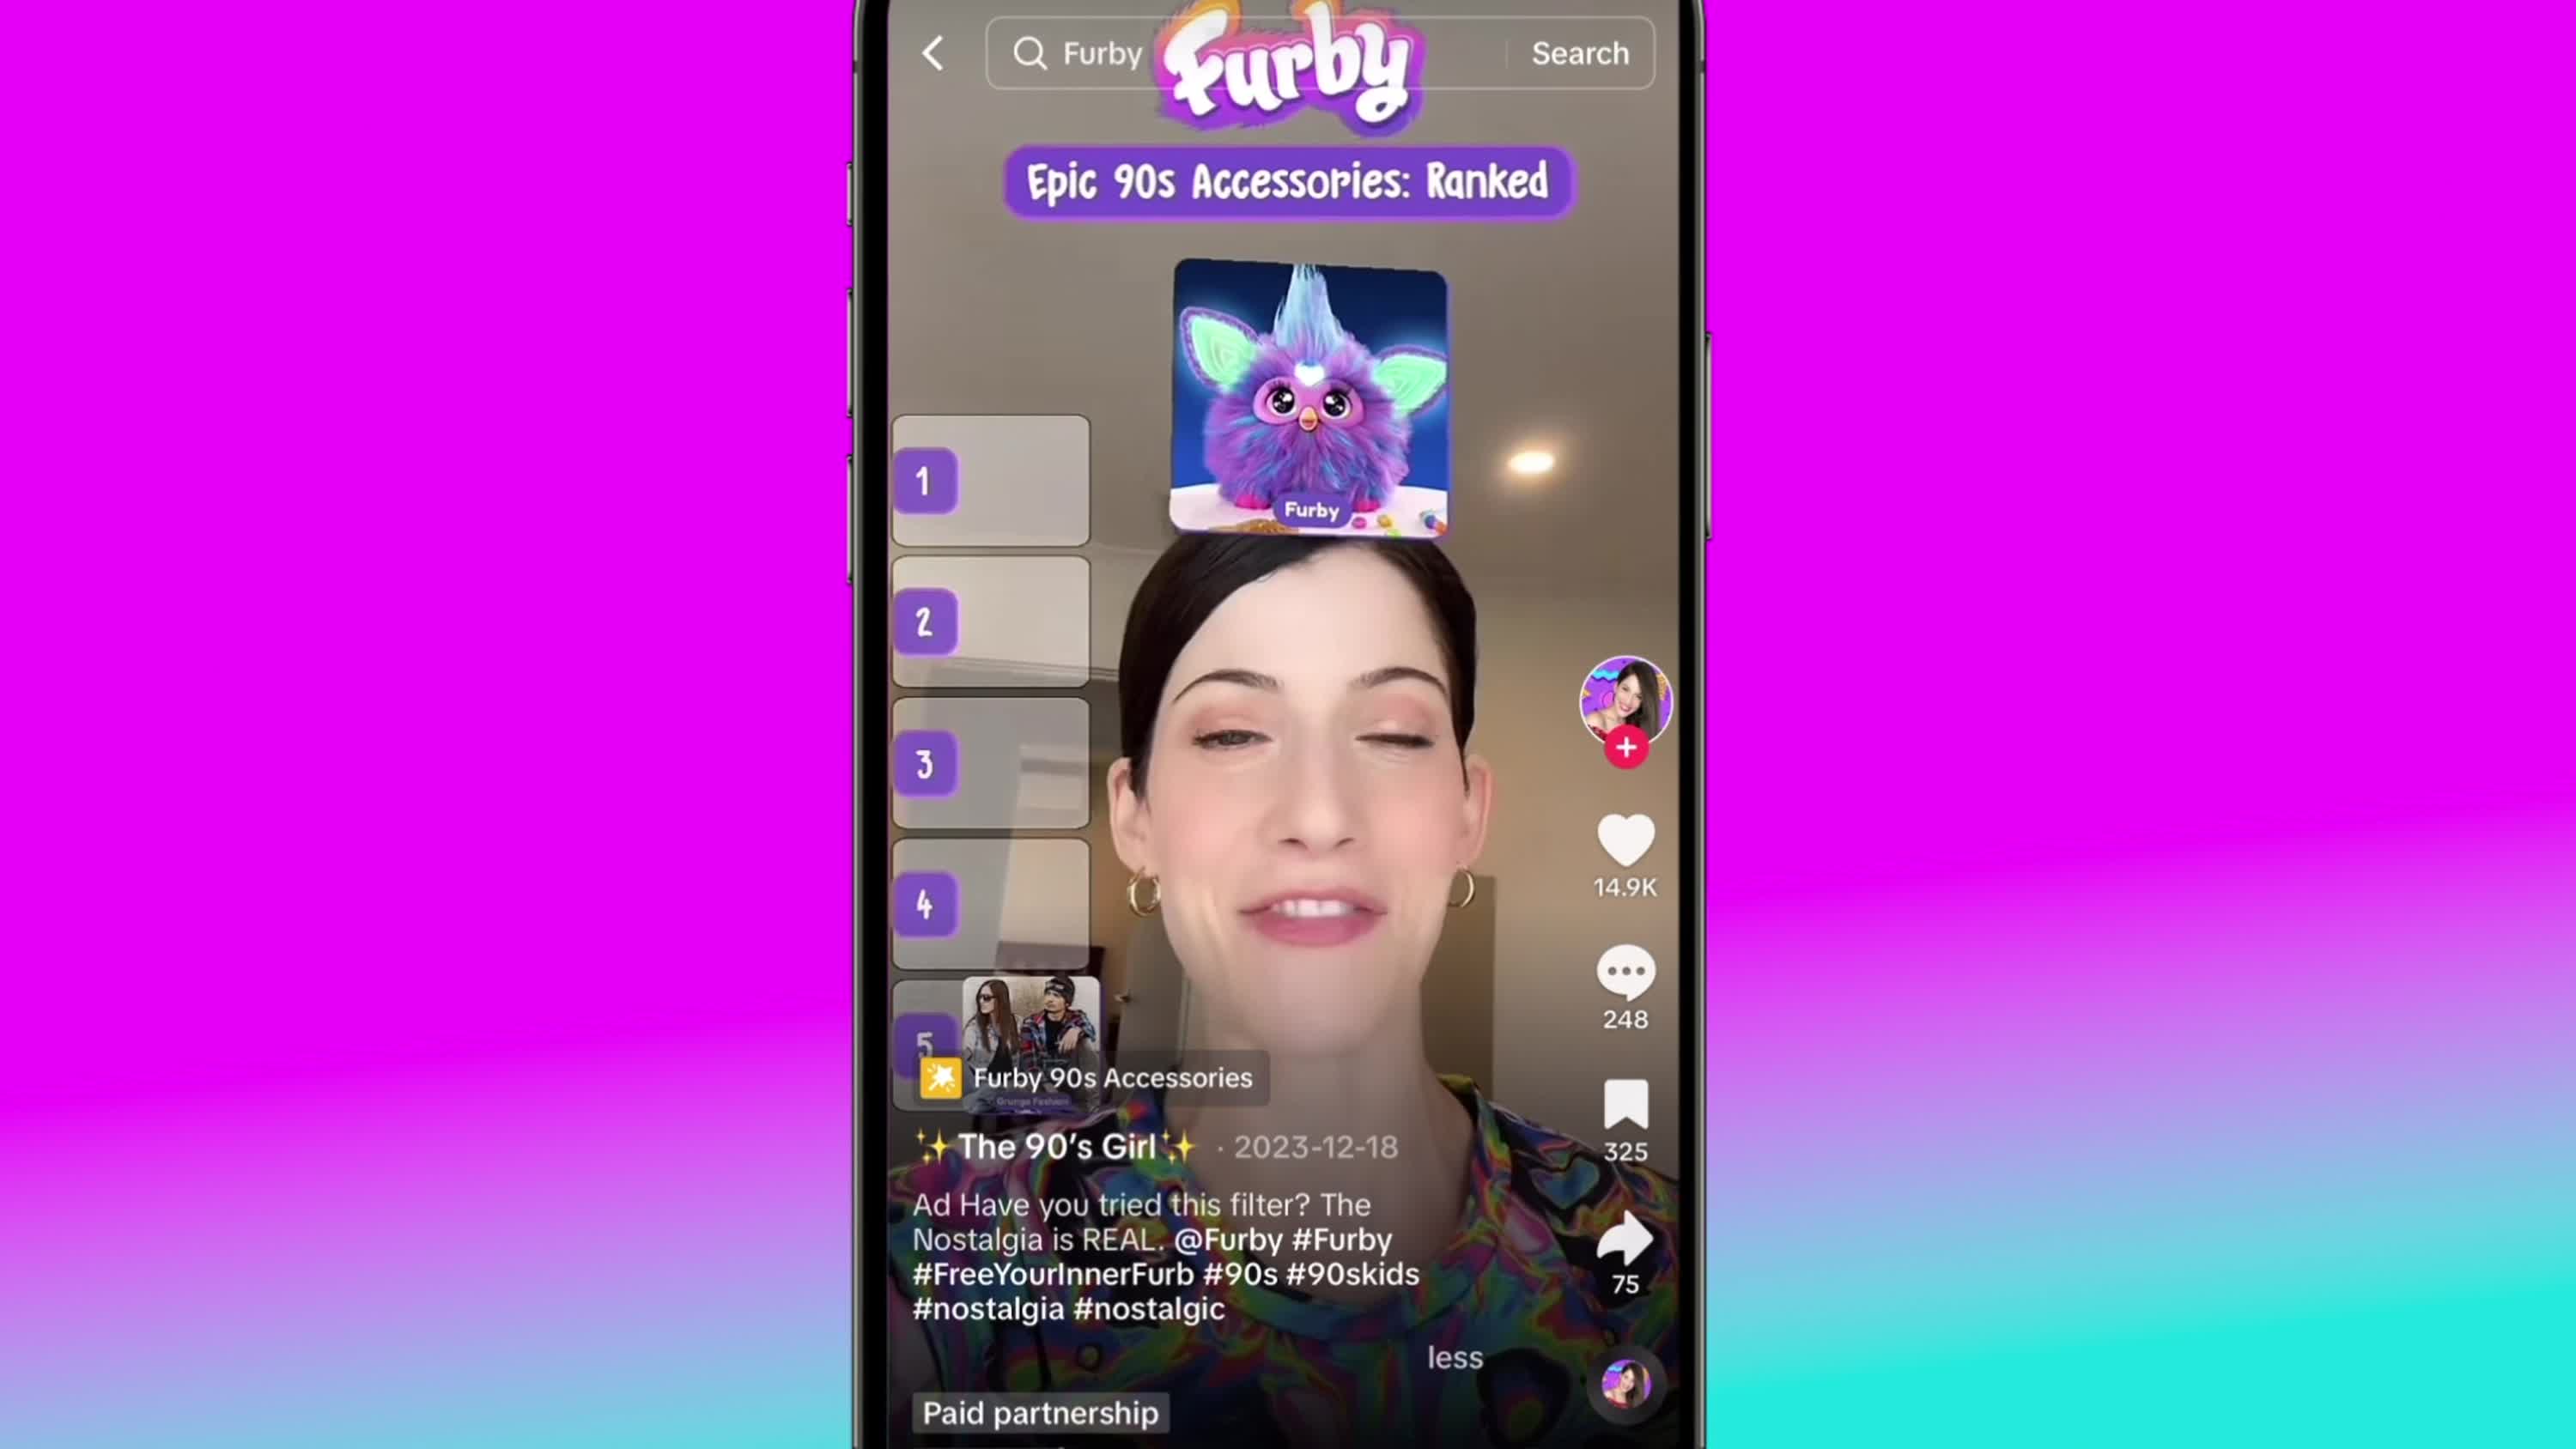 Furby
Furby
Search
Epic 90s Accessories: Ranked
Furby
1
2
3
4
5
Grunge Fashion
Furby 90s Accessories
✨The 90's Girl✨ · 2023-12-18
Ad Have you tried this filter? The
Nostalgia is REAL. @Furby #Furby
#FreeYourInnerFurb #90s #90skids
#nostalgia #nostalgic
less
Paid partnership
14.9K
248
325
75